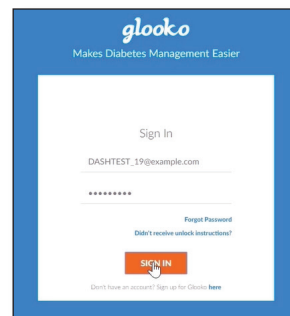 glooko
Makes Diabetes Management Easier
Sign In
DASHTEST_19@example.com
•••••••••
Forgot Password
Didn't receive unlock instructions?
SIGN IN
Don't have an account? Sign up for Glooko here